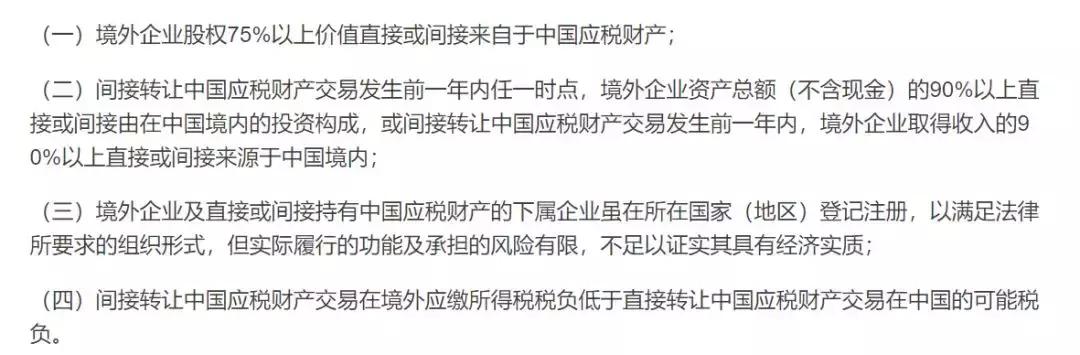 （一）境外企业股权75%以上价值直接或间接来自于中国应税财产；
（二）间接转让中国应税财产交易发生前一年内任一时点，境外企业资产总额（不含现金）的90%以上直
接或间接由在中国境内的投资构成，或间接转让中国应税财产交易发生前一年内，境外企业取得收入的9
0%以上直接或间接来源于中国境内；
（三）境外企业及直接或间接持有中国应税财产的下属企业虽在所在国家（地区）登记注册，以满足法律
所要求的组织形式，但实际履行的功能及承担的风险有限，不足以证实其具有经济实质；
（四）间接转让中国应税财产交易在境外应缴所得税税负低于直接转让中国应税财产交易在中国的可能税
负。